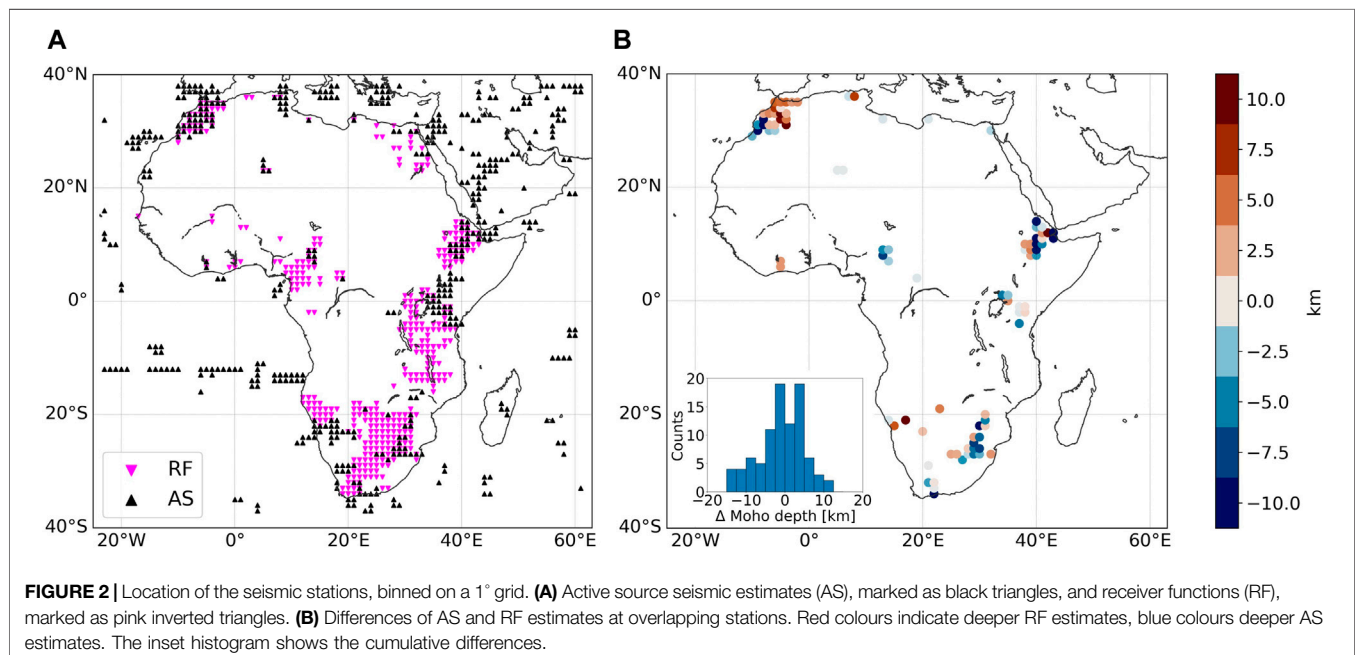 A
B
40°N
20°N
0°
20°S
40°S
20°W
0°
20°E
40°E
60°E
RF
AS
40°N
20°N
0°
20°S
40°S
20°W
0°
20°E
40°E
60°E
20
15
10
5
0
Counts
−20
−10
0
10
20
Δ Moho depth [km]
10.0
7.5
5.0
2.5
0.0
−2.5
−5.0
−7.5
−10.0
km
FIGURE 2 | Location of the seismic stations, binned on a 1° grid. (A) Active source seismic estimates (AS), marked as black triangles, and receiver functions (RF),
marked as pink inverted triangles. (B) Differences of AS and RF estimates at overlapping stations. Red colours indicate deeper RF estimates, blue colours deeper AS
estimates. The inset histogram shows the cumulative differences.